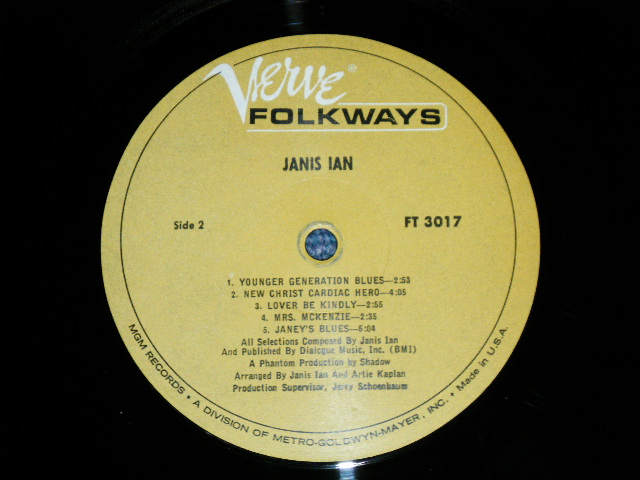 Verve®
FOLKWAYS
JANIS IAN
Side 2
FT 3017
1. YOUNGER GENERATION BLUES—2:53
2. NEW CHRIST CARDIAC HERO—4:05
3. LOVER BE KINDLY—2:55
4. MRS. MCKENZIE—2:35
5. JANEY'S BLUES—5:04
All Selections Composed By Janis Ian
And Published By Dialogue Music, Inc. (BMI)
A Phantom Production by Shadow
Arranged By Janis Ian And Artie Kaplan
Production Supervisor, Jerry Schoenbaum
MGM RECORDS • A DIVISION OF METRO-GOLDWYN-MAYER, INC. • Made in U.S.A.